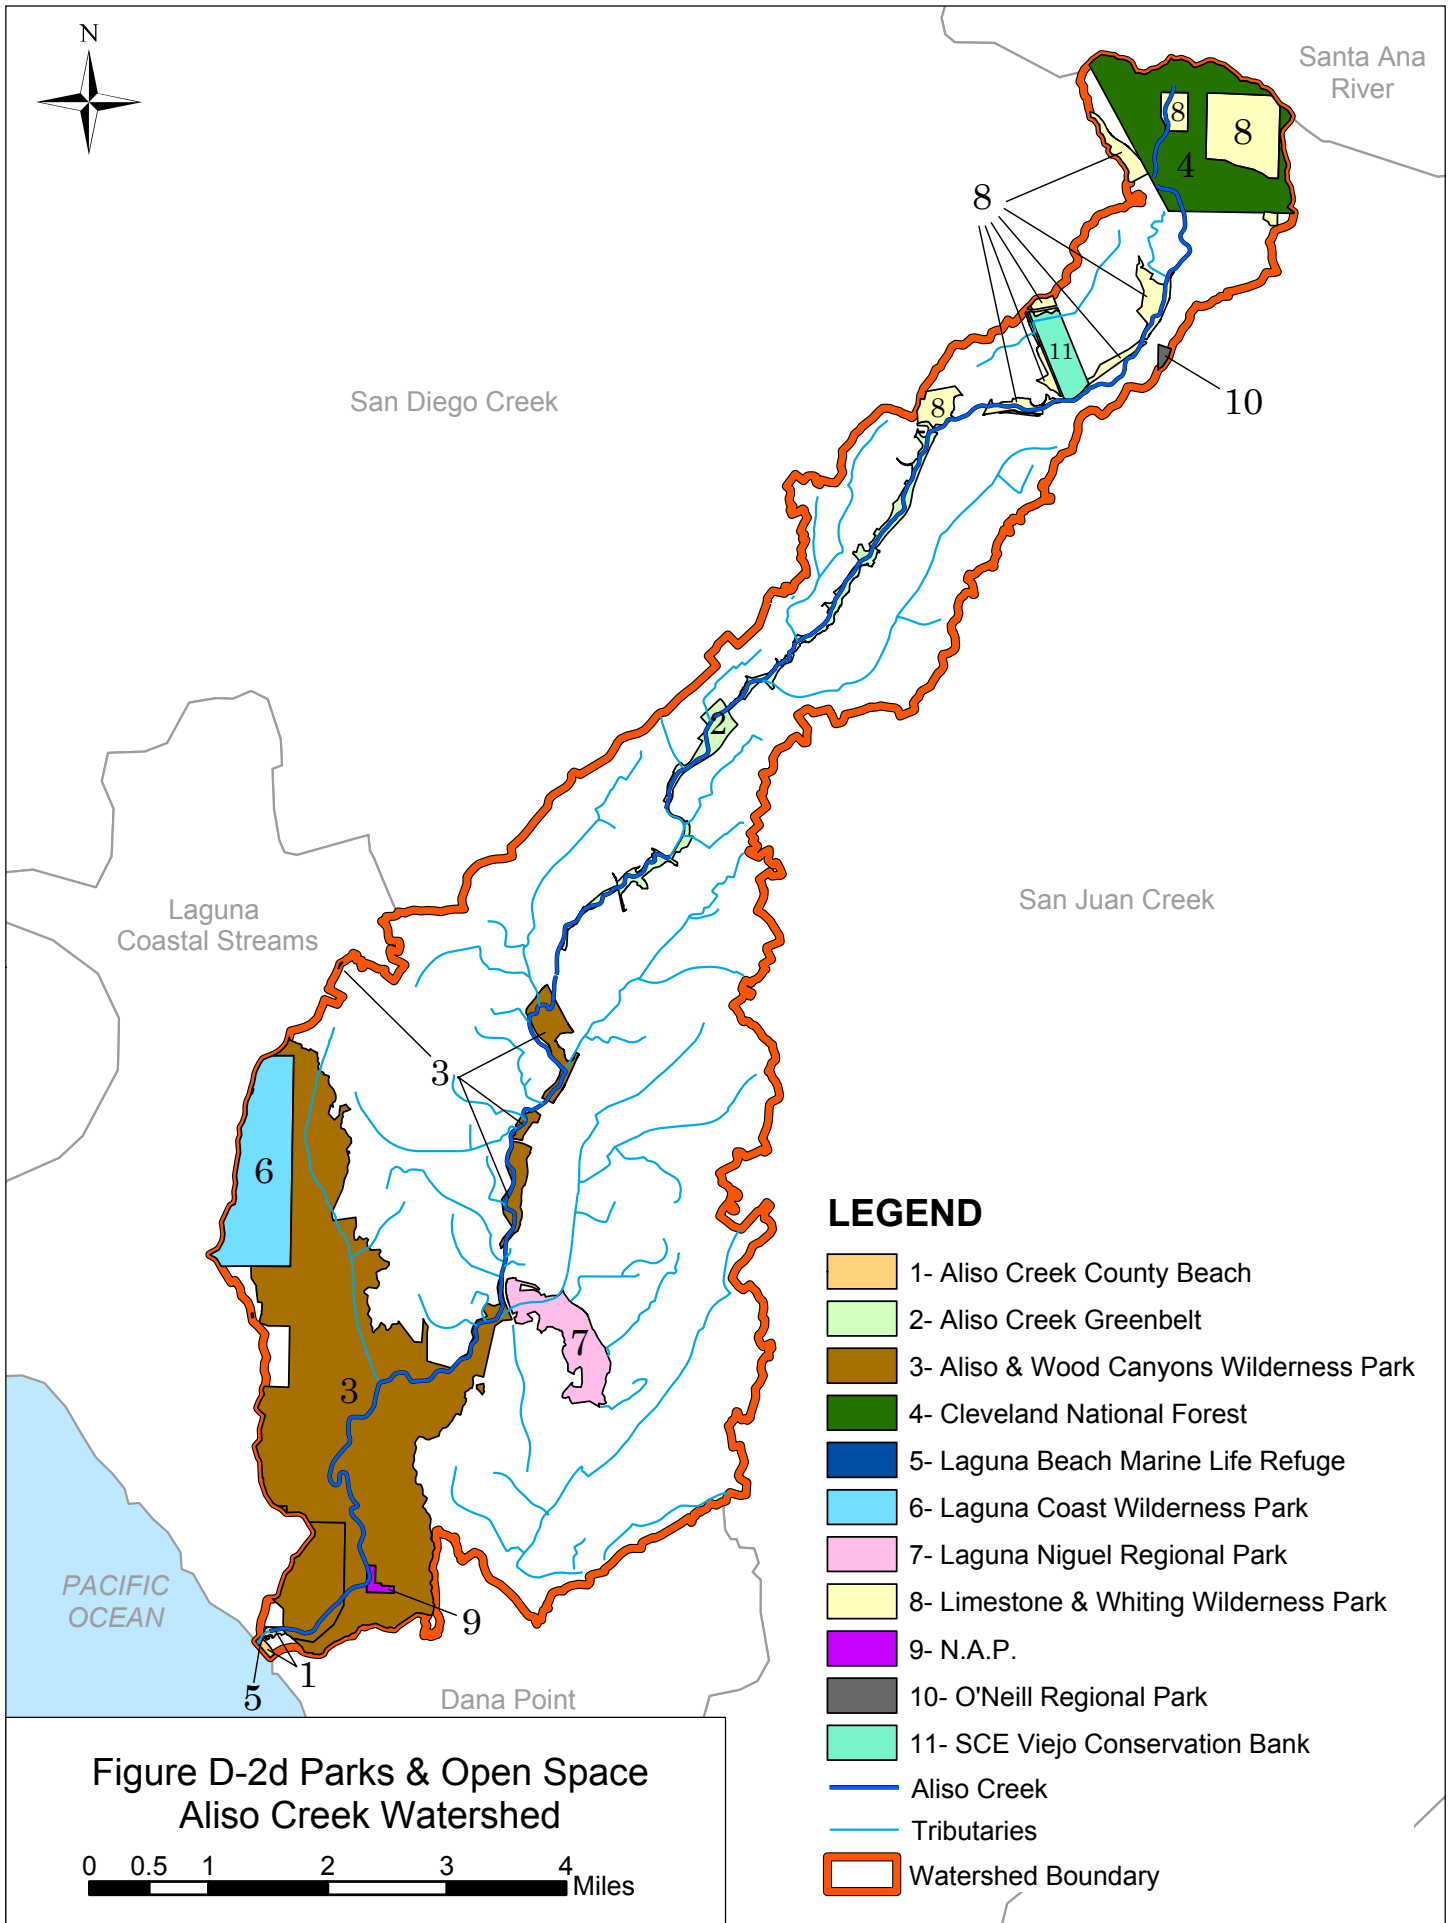 N
Santa Ana
River
8
8
4
8
11
10
8
San Diego Creek
2
San Juan Creek
Laguna
Coastal Streams
3
6
7
3
9
1
5
PACIFIC
OCEAN
Dana Point
LEGEND
1- Aliso Creek County Beach
2- Aliso Creek Greenbelt
3- Aliso & Wood Canyons Wilderness Park
4- Cleveland National Forest
5- Laguna Beach Marine Life Refuge
6- Laguna Coast Wilderness Park
7- Laguna Niguel Regional Park
8- Limestone & Whiting Wilderness Park
9- N.A.P.
10- O'Neill Regional Park
11- SCE Viejo Conservation Bank
Aliso Creek
Tributaries
Watershed Boundary
Figure D-2d Parks & Open Space
Aliso Creek Watershed
0 0.5 1 2 3 4
Miles